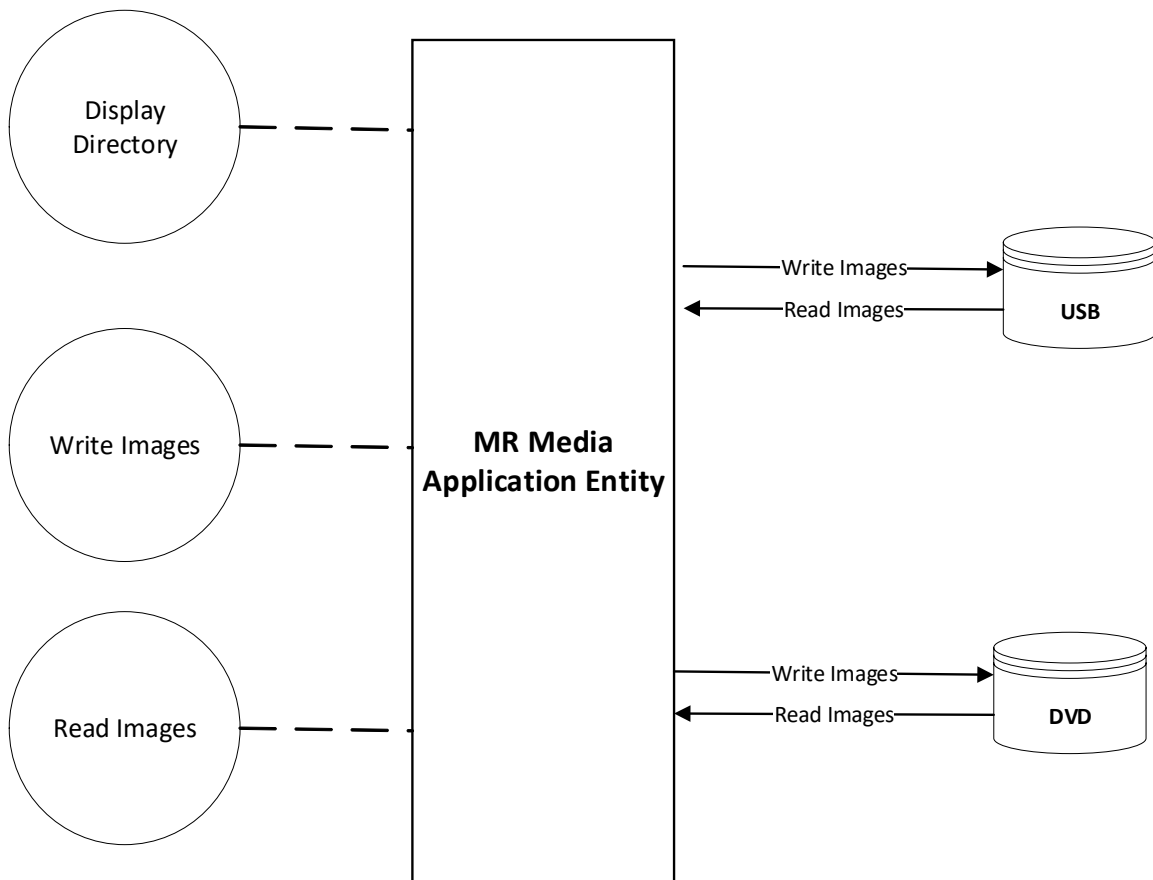 Display
Directory
Write Images
Read Images
MR Media
Application Entity
Write Images
Read Images
USB
Write Images
Read Images
DVD